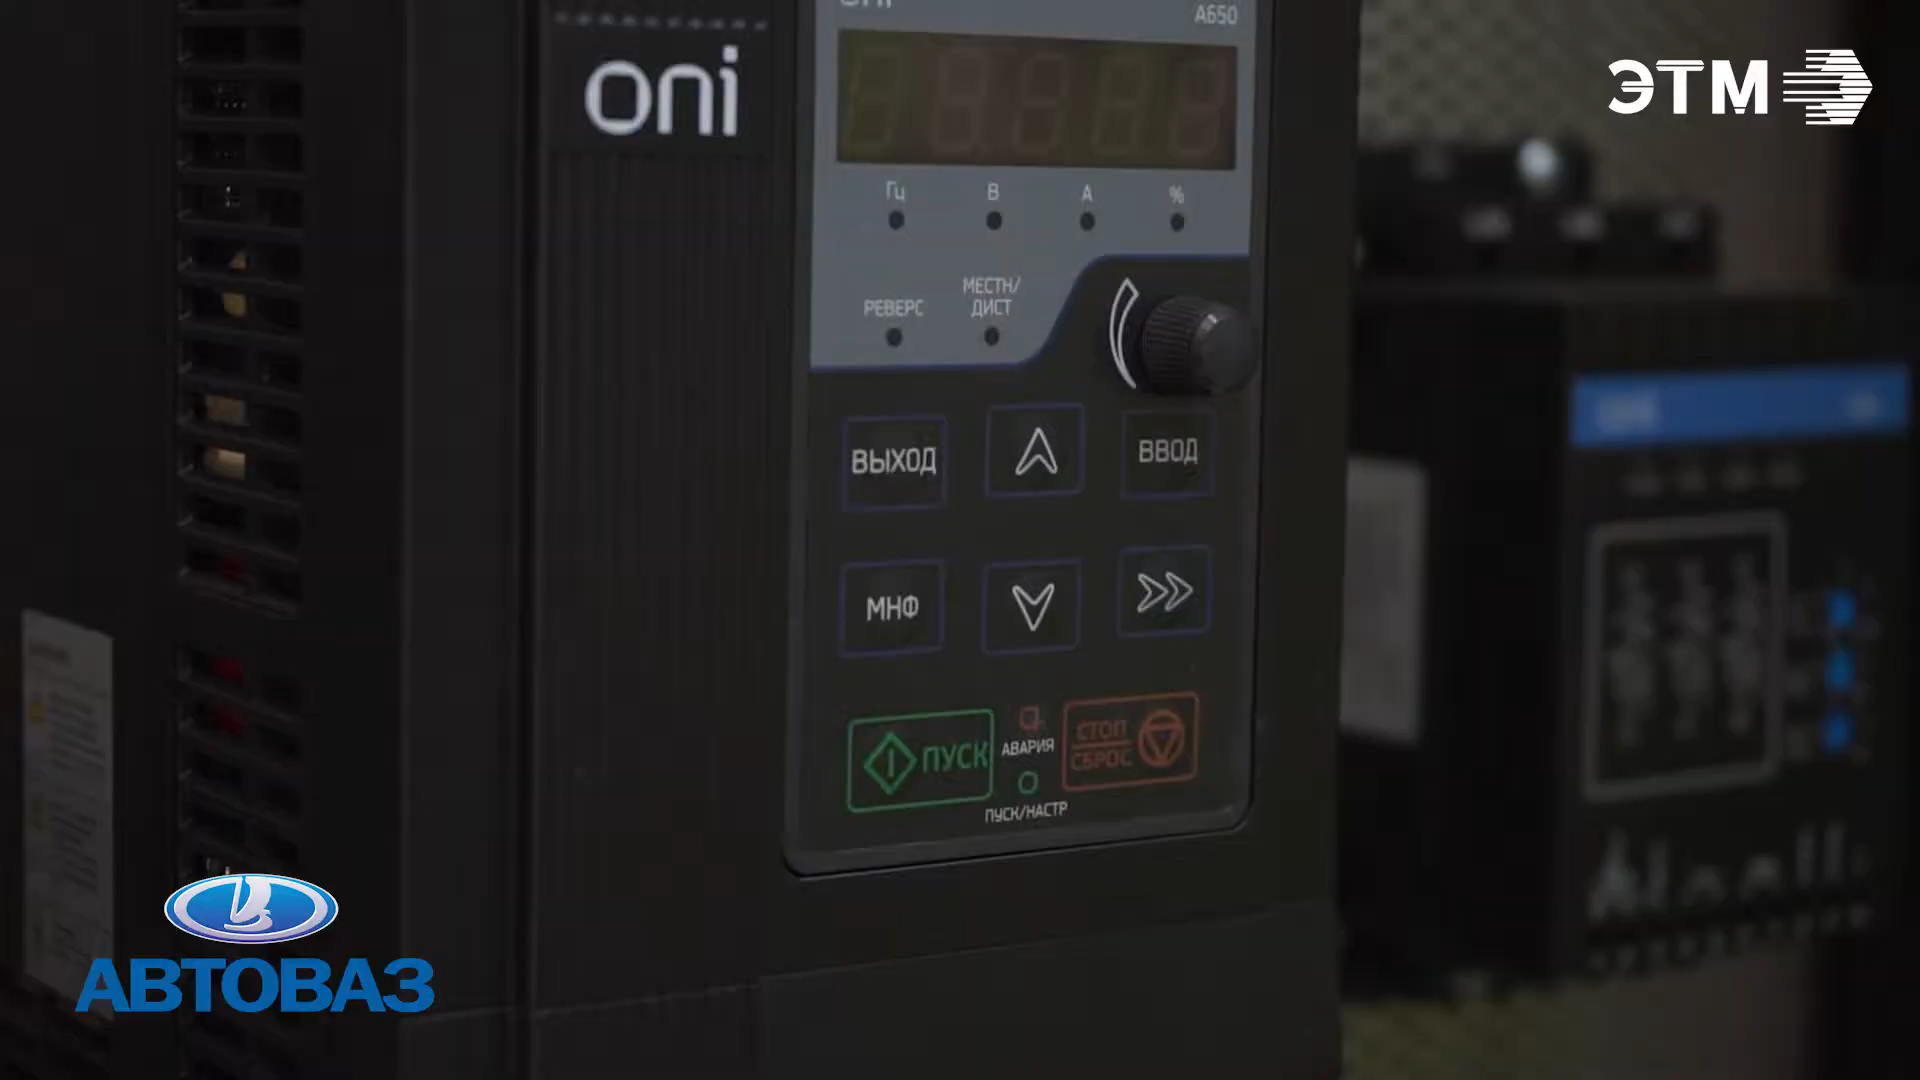 oni
A650
ЭТМ
Гц
В
А
%
РЕВЕРС
МЕСТН/
ДИСТ
ВЫХОД
ВВОД
МНФ
ПУСК
АВАРИЯ
СТОП
СБРОС
ПУСК/НАСТР
АВТОВАЗ